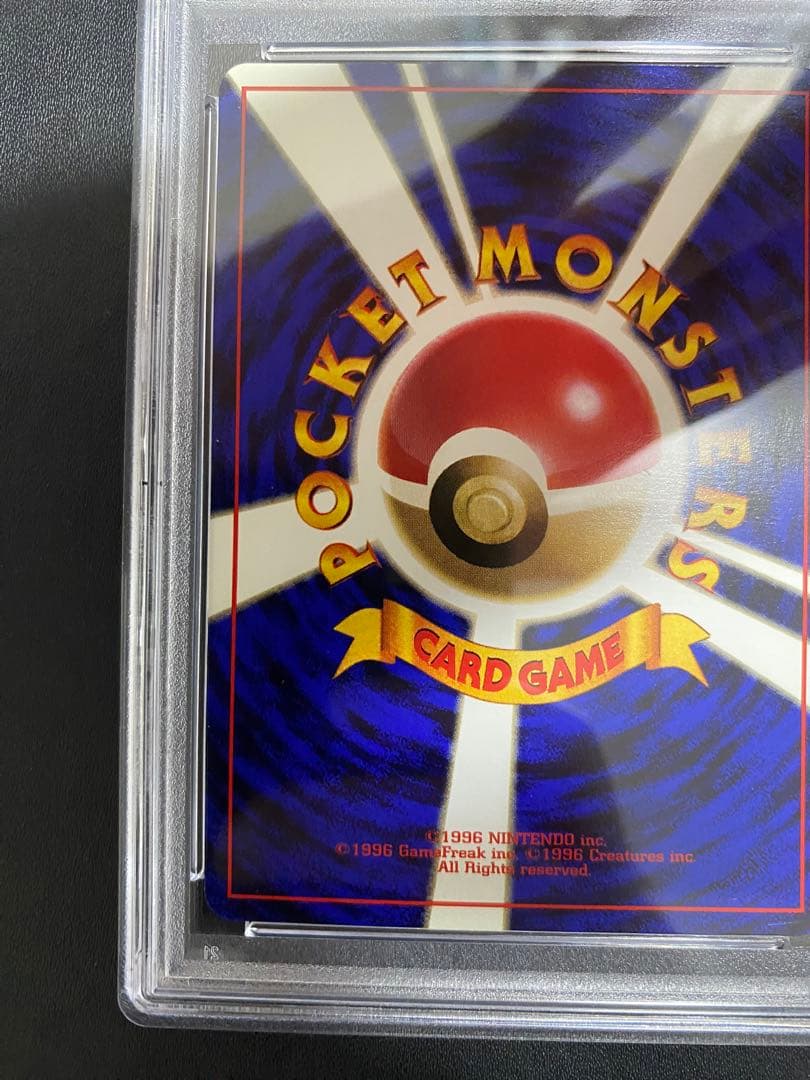 POCKET MONSTERS
CARD GAME
©1996 NINTENDO inc.
©1996 GameFreak inc. ©1996 Creatures inc.
All Rights reserved.